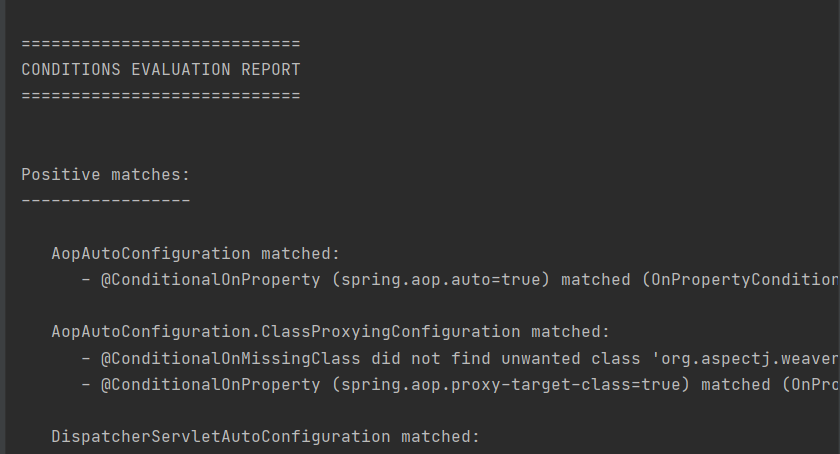 ============================
CONDITIONS EVALUATION REPORT
============================
Positive matches:
-----------------
AopAutoConfiguration matched:
- @ConditionalOnProperty (spring.aop.auto=true) matched (OnPropertyCondition
AopAutoConfiguration.ClassProxyingConfiguration matched:
- @ConditionalOnMissingClass did not find unwanted class 'org.aspectj.weaver
- @ConditionalOnProperty (spring.aop.proxy-target-class=true) matched (OnPro
DispatcherServletAutoConfiguration matched: